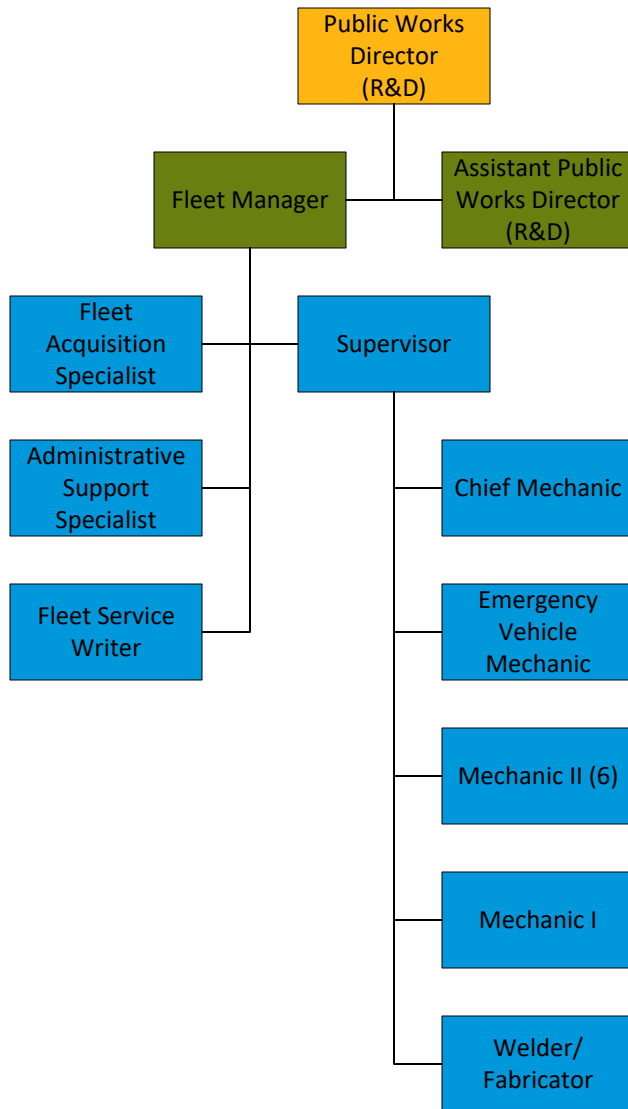 Public Works
Director
(R&D)
Fleet Manager
Assistant Public
Works Director
(R&D)
Fleet
Acquisition
Specialist
Supervisor
Administrative
Support
Specialist
Chief Mechanic
Fleet Service
Writer
Emergency
Vehicle
Mechanic
Mechanic II (6)
Mechanic I
Welder/
Fabricator